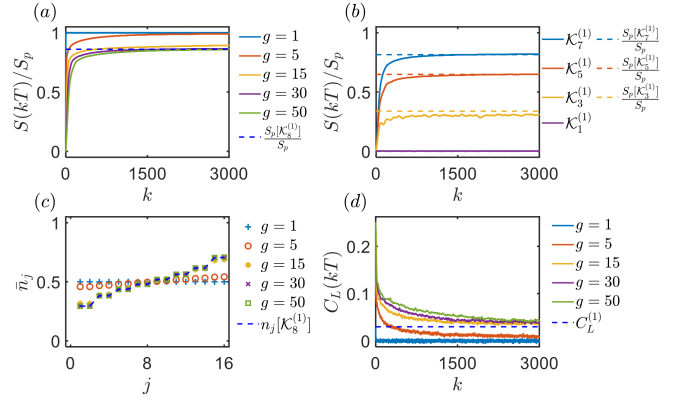 (a)
S(kT)/S_p
1
0.5
0
0 1500 3000
k
g = 1
g = 5
g = 15
g = 30
g = 50
S_p[𝒦_8^(1)]/S_p
(b)
S(kT)/S_p
1
0.5
0
0 1500 3000
k
𝒦_7^(1) S_p[𝒦_7^(1)]/S_p
𝒦_5^(1) S_p[𝒦_5^(1)]/S_p
𝒦_3^(1) S_p[𝒦_3^(1)]/S_p
𝒦_1^(1)
(c)
n̄_j
1
0.5
0
0 8 16
j
g = 1
g = 5
g = 15
g = 30
g = 50
n_j[𝒦_8^(1)]
(d)
C_L(kT)
0.2
0.1
0
0 1500 3000
k
g = 1
g = 5
g = 15
g = 30
g = 50
C_L^(1)